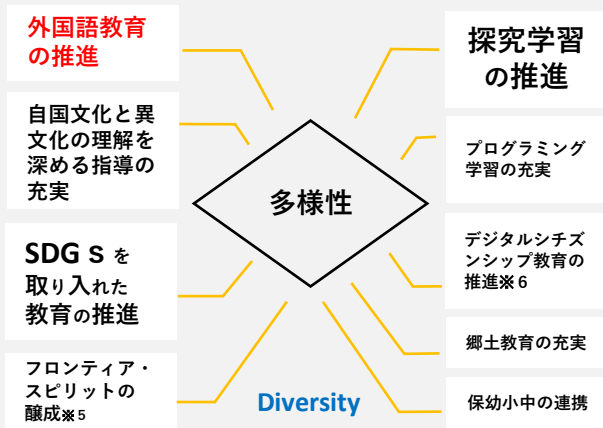 外国語教育
の推進
自国文化と異
文化の理解を
深める指導の
充実
SDGｓを
取り入れた
教育の推進
フロンティア・
スピリットの
醸成※5
多様性
Diversity
探究学習
の推進
プログラミング
学習の充実
デジタルシチズ
ンシップ教育の
推進※6
郷土教育の充実
保幼小中の連携